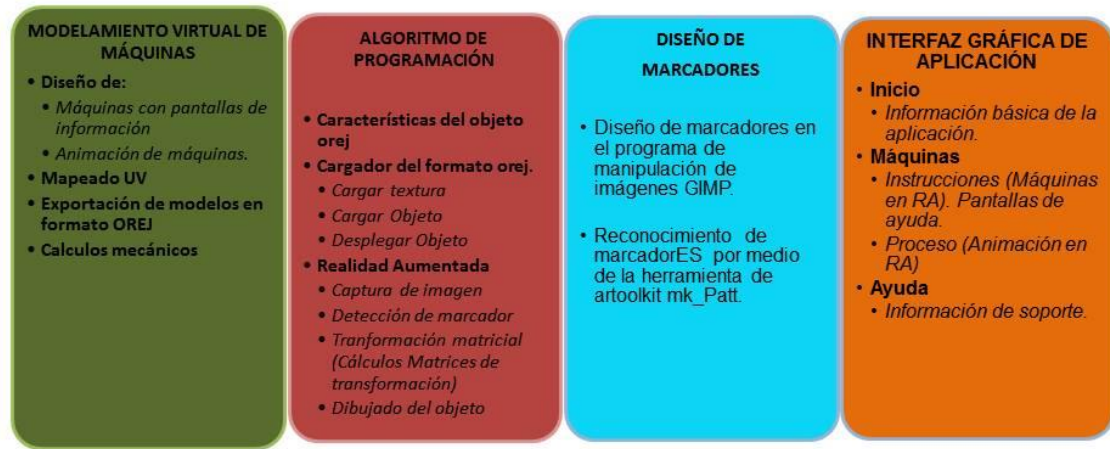 MODELAMIENTO VIRTUAL DE
MÁQUINAS
• Diseño de:
• Máquinas con pantallas de
información
• Animación de máquinas.
• Mapeado UV
• Exportación de modelos en
formato OREJ
• Calculos mecánicos
ALGORITMO DE
PROGRAMACIÓN
• Características del objeto
orej
• Cargador del formato orej.
• Cargar textura
• Cargar Objeto
• Desplegar Objeto
• Realidad Aumentada
• Captura de imagen
• Detección de marcador
• Tranformación matricial
(Cálculos Matrices de
transformación)
• Dibujado del objeto
DISEÑO DE
MARCADORES
• Diseño de marcadores en
el programa de
manipulación de
imágenes GIMP.
• Reconocimiento de
marcadorES por medio
de la herramienta de
artoolkit mk_Patt.
INTERFAZ GRÁFICA DE
APLICACIÓN
• Inicio
• Información básica de la
aplicación.
• Máquinas
• Instrucciones (Máquinas
en RA). Pantallas de
ayuda.
• Proceso (Animación en
RA)
• Ayuda
• Información de soporte.